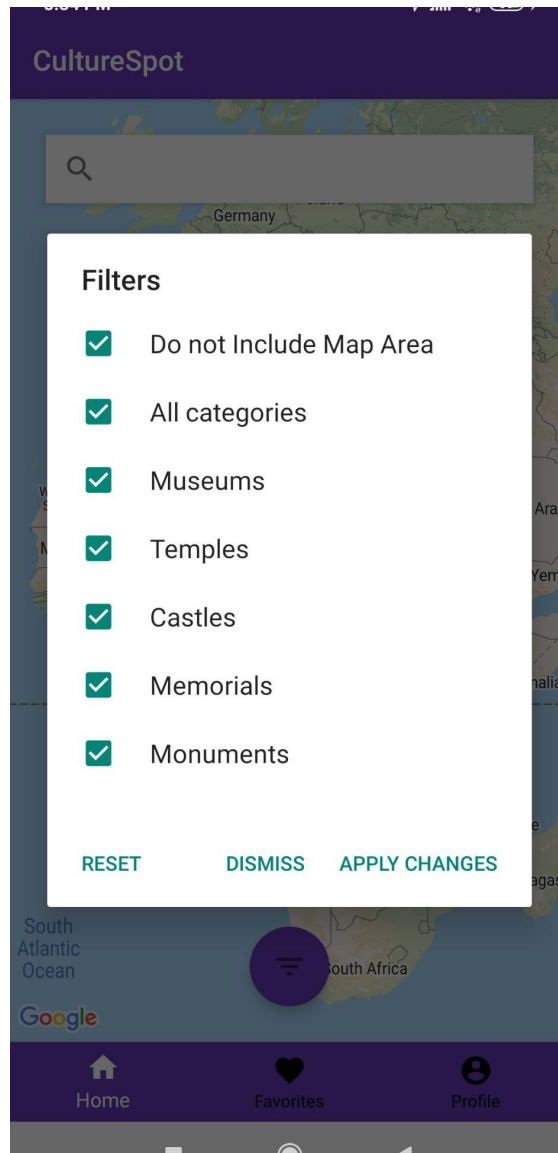 CultureSpot
Germany
Filters
Do not Include Map Area
All categories
Museums
Temples
Castles
Memorials
Monuments
RESET DISMISS APPLY CHANGES
South
Atlantic
Ocean
South Africa
Google
Home Favorites Profile